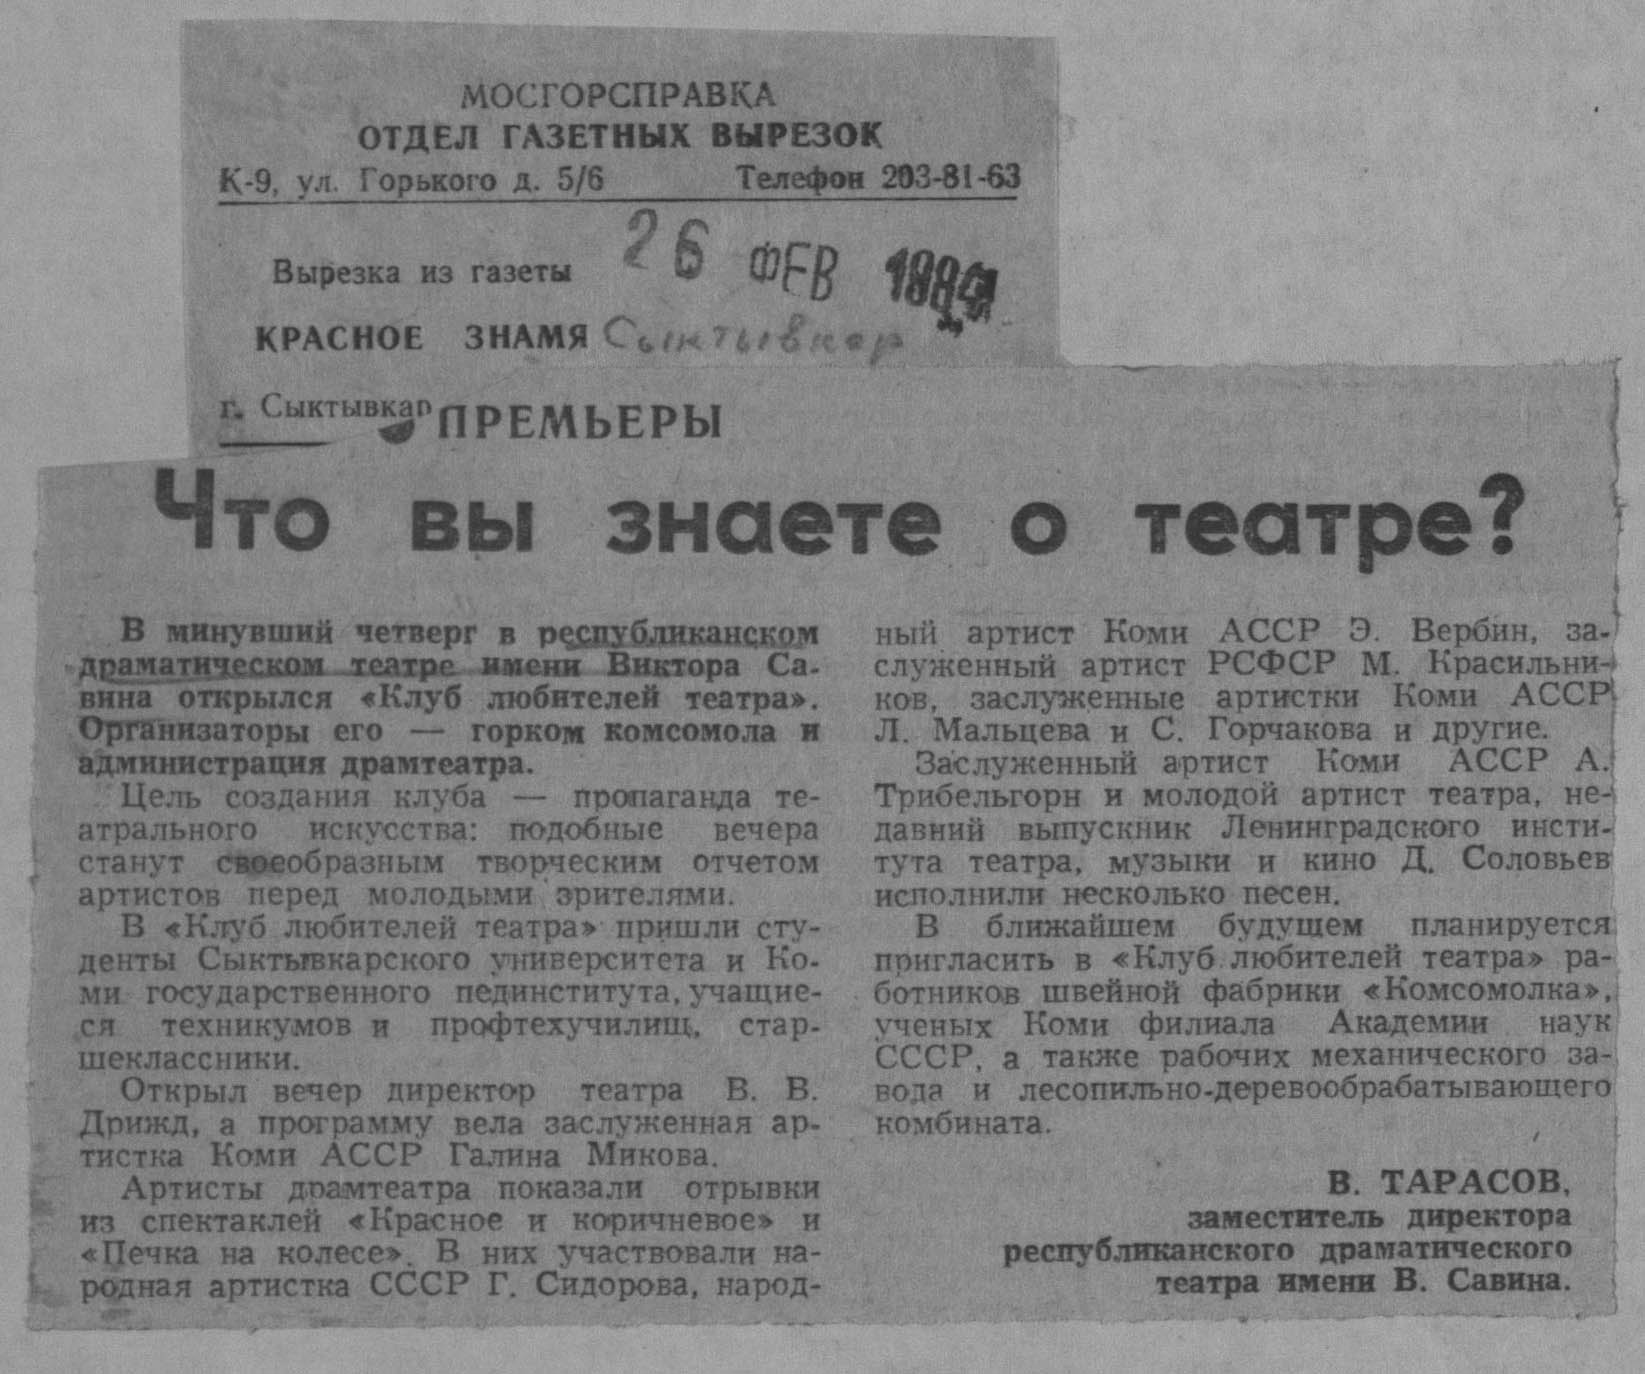 МОСГОРСПРАВКА
ОТДЕЛ ГАЗЕТНЫХ ВЫРЕЗОК
К-9, ул. Горького д. 5/6 Телефон 203-81-63
26 ФЕВ
Вырезка из газеты
КРАСНОЕ ЗНАМЯ Сыктывкар
г. Сыктывкар
ПРЕМЬЕРЫ
Что вы знаете о театре?
В минувший четверг в республиканском
драматическом театре имени Виктора Са-
вина открылся «Клуб любителей театра».
Организаторы его — горком комсомола и
администрация драмтеатра.
Цель создания клуба — пропаганда те-
атрального искусства: подобные вечера
станут своеобразным творческим отчетом
артистов перед молодыми зрителями.
В «Клуб любителей театра» пришли сту-
денты Сыктывкарского университета и Ко-
ми государственного пединститута, учащие-
ся техникумов и профтехучилищ, стар-
шеклассники.
Открыл вечер директор театра В. В.
Дрижд, а программу вела заслуженная ар-
тистка Коми АССР Галина Микова.
Артисты драмтеатра показали отрывки
из спектаклей «Красное и коричневое» и
«Печка на колесе». В них участвовали на-
родная артистка СССР Г. Сидорова, народ-
ный артист Коми АССР Э. Вербин, за-
служенный артист РСФСР М. Красильни-
ков, заслуженные артистки Коми АССР
Л. Мальцева и С. Горчакова и другие.
Заслуженный артист Коми АССР А.
Трибельгорн и молодой артист театра, не-
давний выпускник Ленинградского инсти-
тута театра, музыки и кино Д. Соловьев
исполнили несколько песен.
В ближайшем будущем планируется
пригласить в «Клуб любителей театра» ра-
ботников швейной фабрики «Комсомолка»,
ученых Коми филиала Академии наук
СССР, а также рабочих механического за-
вода и лесопильно-деревообрабатывающего
комбината.
В. ТАРАСОВ,
заместитель директора
республиканского драматического
театра имени В. Савина.